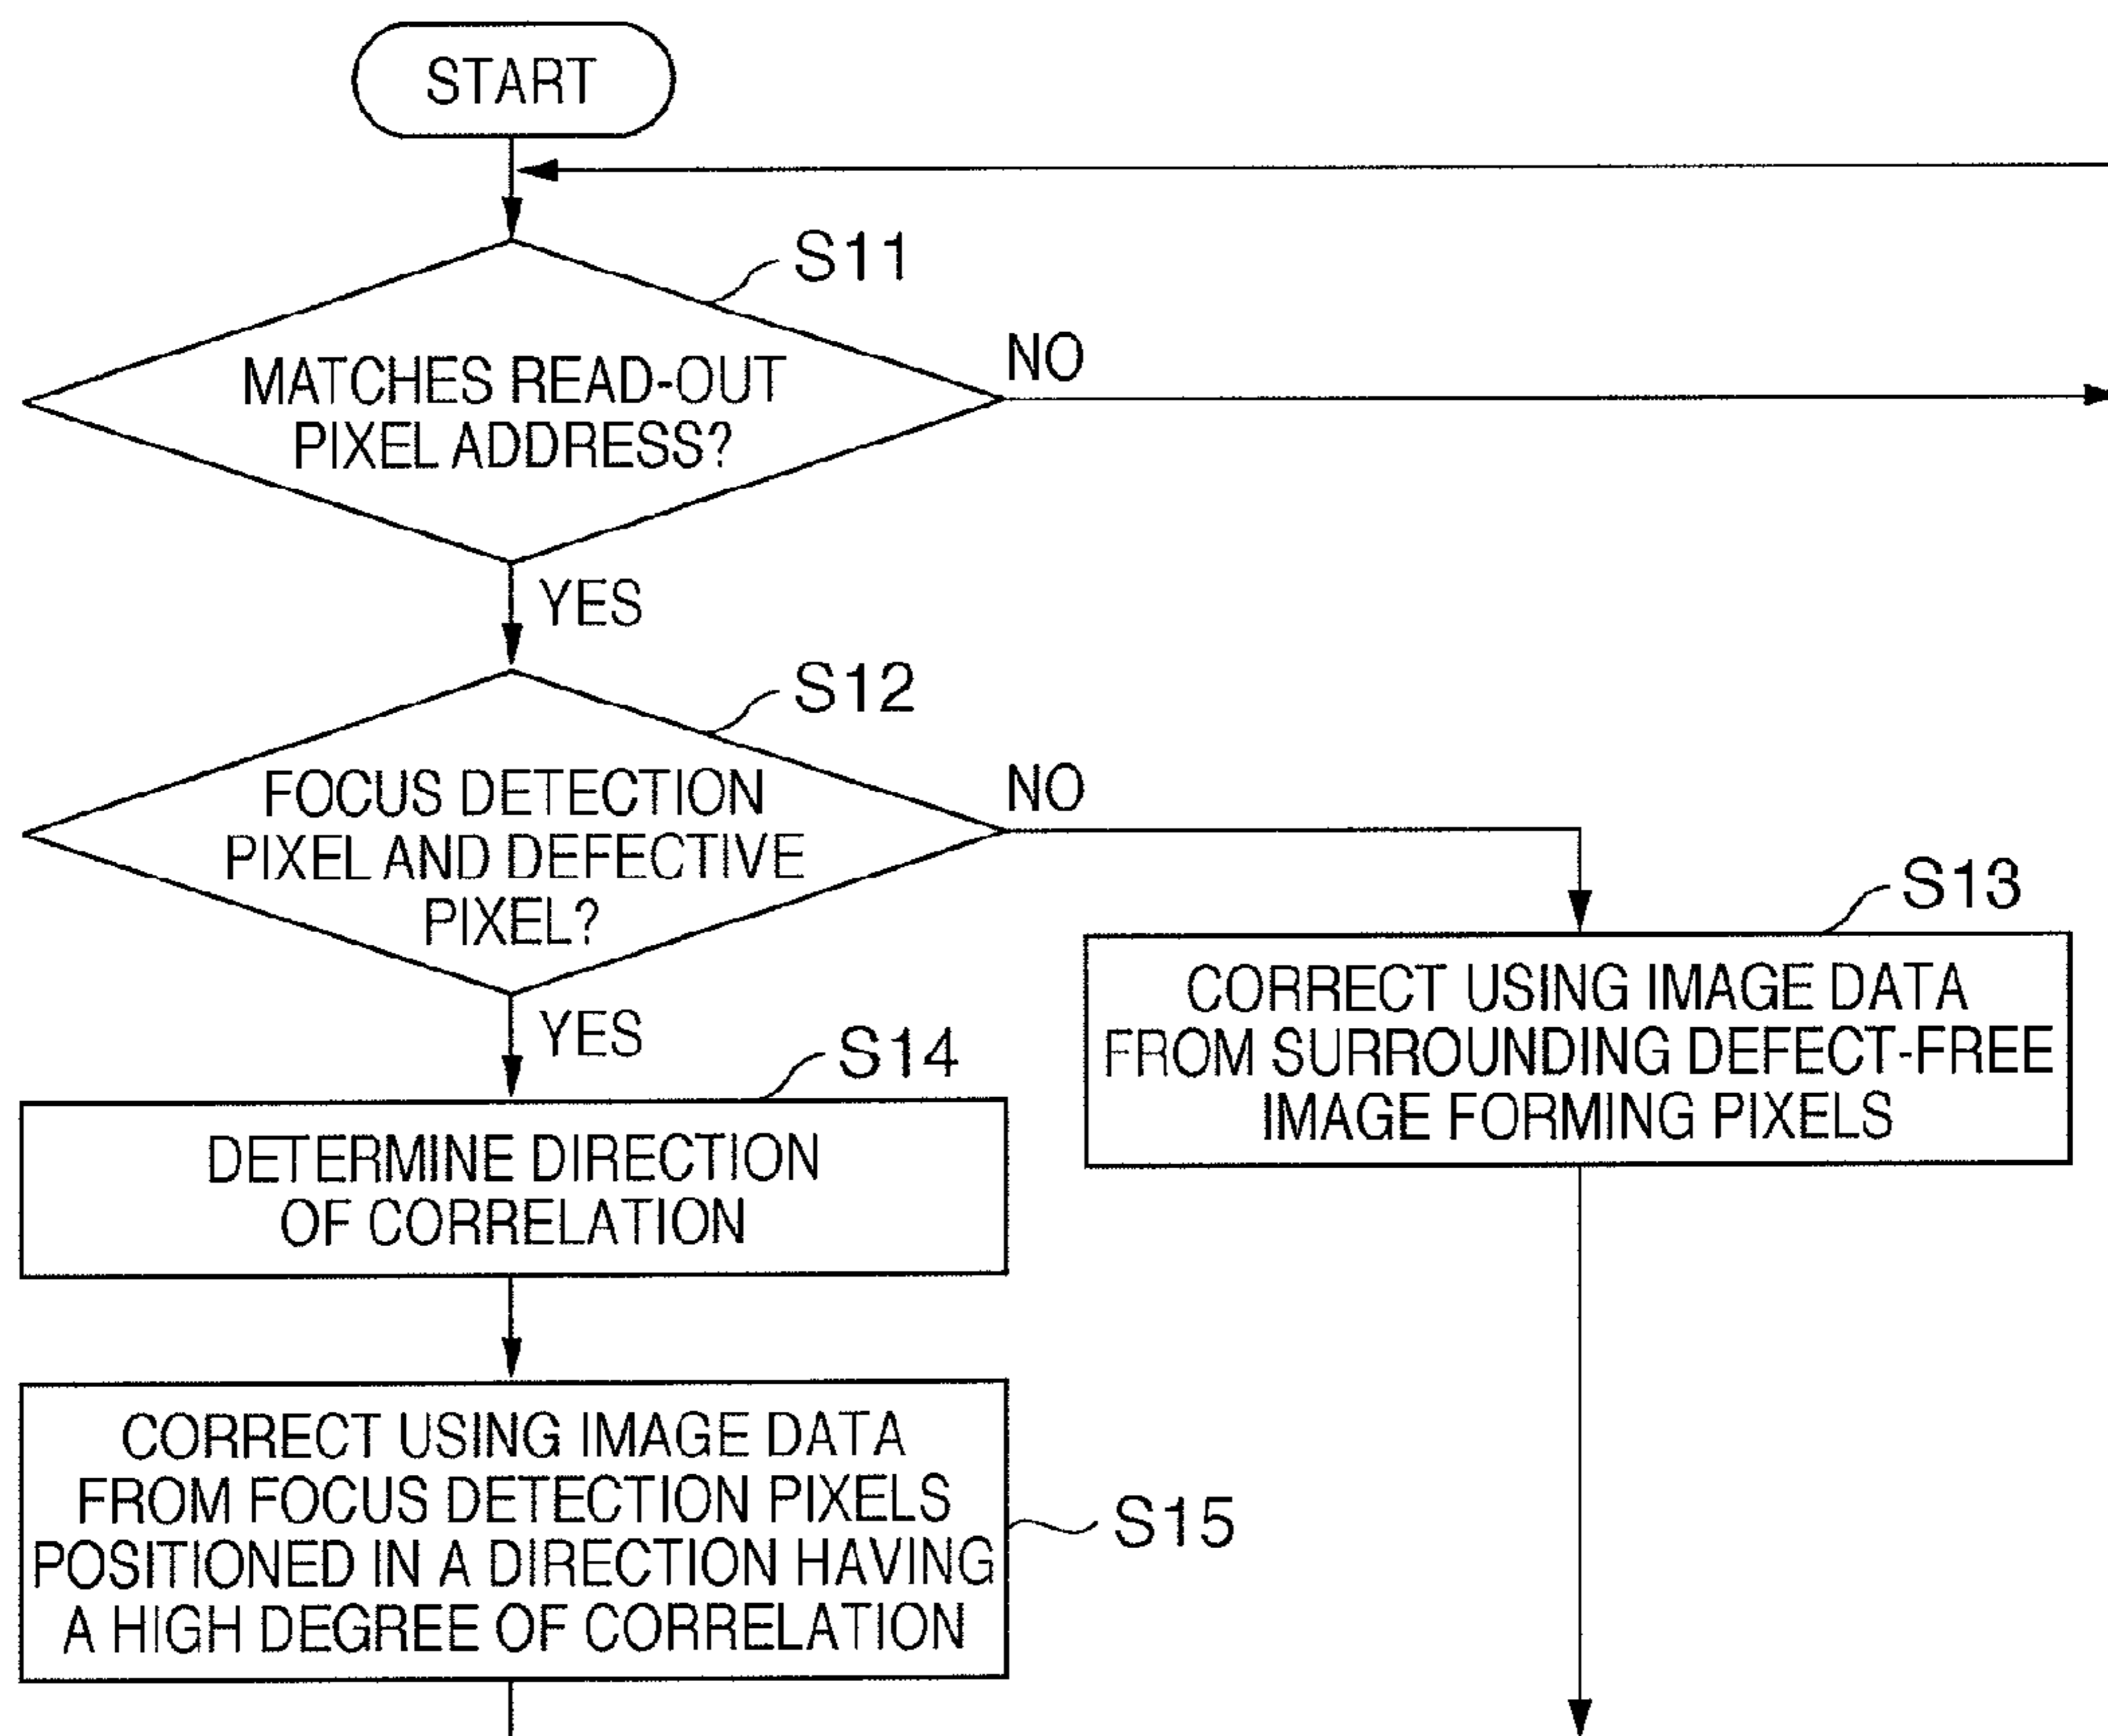 START
S11
MATCHES READ-OUT
PIXEL ADDRESS?
NO
YES
S12
FOCUS DETECTION
PIXEL AND DEFECTIVE
PIXEL?
NO
YES
S13
CORRECT USING IMAGE DATA
FROM SURROUNDING DEFECT-FREE
IMAGE FORMING PIXELS
S14
DETERMINE DIRECTION
OF CORRELATION
CORRECT USING IMAGE DATA
FROM FOCUS DETECTION PIXELS
POSITIONED IN A DIRECTION HAVING
A HIGH DEGREE OF CORRELATION
S15